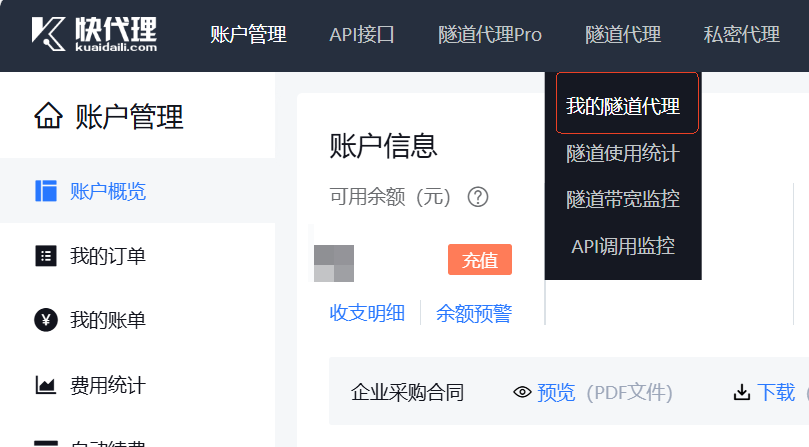 快代理
kuaidaili.com
账户管理 API接口 隧道代理Pro 隧道代理 私密代理
我的隧道代理
隧道使用统计
隧道带宽监控
API调用监控
账户管理
账户概览
我的订单
我的账单
费用统计
自动续费
账户信息
可用余额（元）
充值
收支明细 余额预警
企业采购合同 预览（PDF文件） 下载（